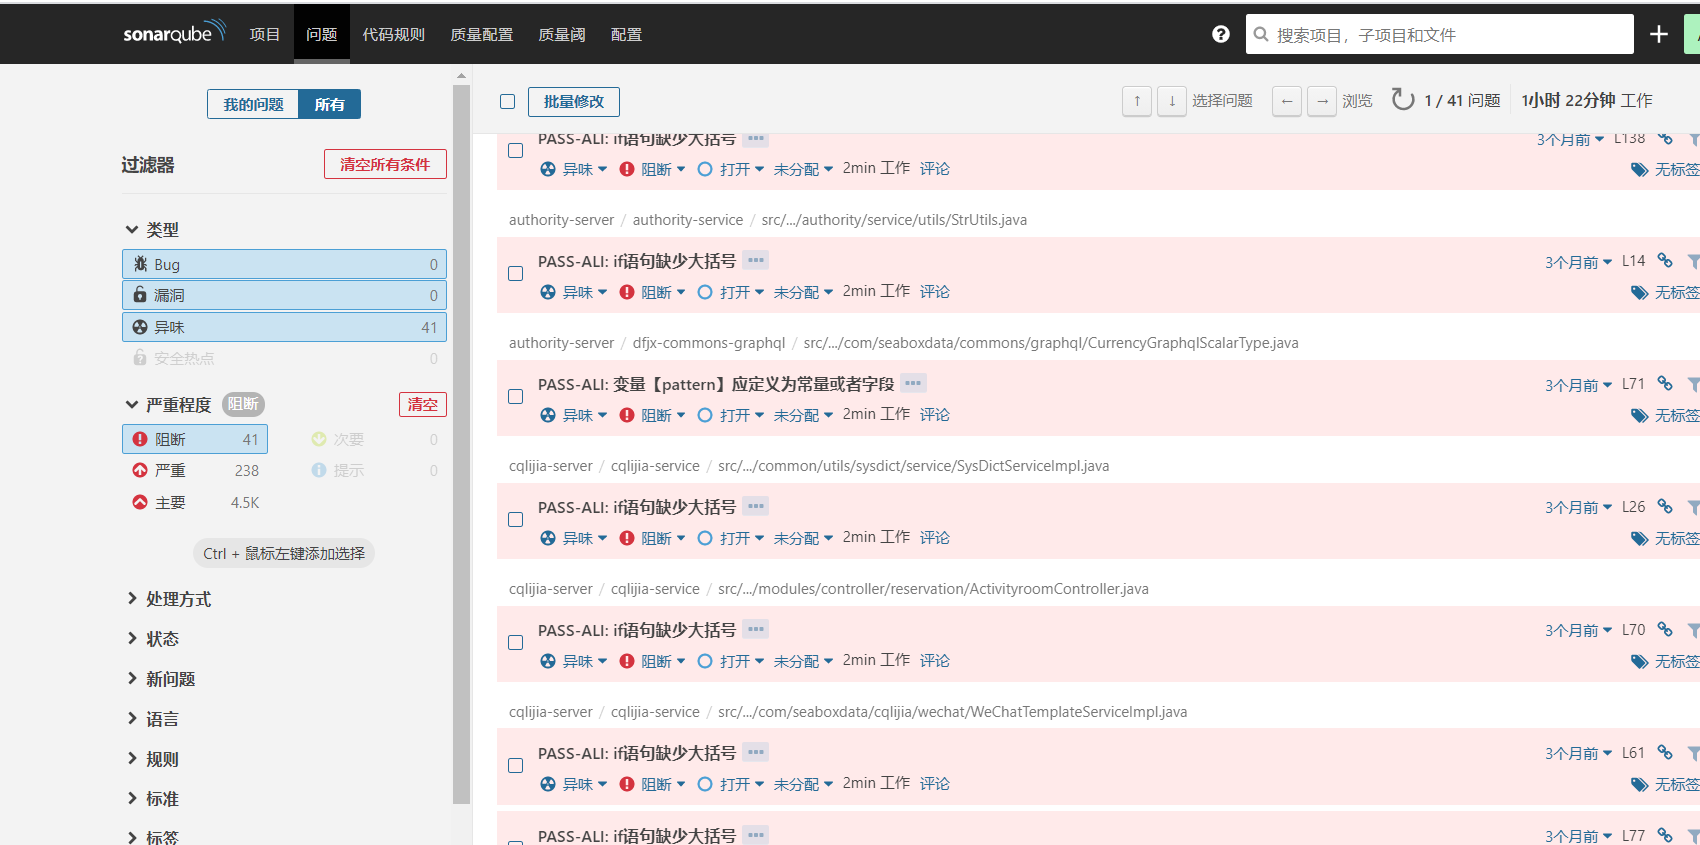 sonarqube 项目 问题 代码规则 质量配置 质量阈 配置 搜索项目，子项目和文件
我的问题 所有
批量修改 ↑ ↓ 选择问题 ← → 浏览 1 / 41 问题 1小时 22分钟 工作
过滤器 清空所有条件
类型
Bug 0
漏洞 0
异味 41
安全热点 0
严重程度 阻断 清空
阻断 41 次要 0
严重 238 提示 0
主要 4.5K
Ctrl + 鼠标左键添加选择
处理方式
状态
新问题
语言
规则
标准
标签
PASS-ALI: if语句缺少大括号 3个月前 L138
异味 阻断 打开 未分配 2min 工作 评论 无标签
authority-server / authority-service / src/.../authority/service/utils/StrUtils.java
PASS-ALI: if语句缺少大括号 3个月前 L14
异味 阻断 打开 未分配 2min 工作 评论 无标签
authority-server / dfjx-commons-graphql / src/.../com/seaboxdata/commons/graphql/CurrencyGraphqlScalarType.java
PASS-ALI: 变量【pattern】应定义为常量或者字段 3个月前 L71
异味 阻断 打开 未分配 2min 工作 评论 无标签
cqlijia-server / cqlijia-service / src/.../common/utils/sysdict/service/SysDictServiceImpl.java
PASS-ALI: if语句缺少大括号 3个月前 L26
异味 阻断 打开 未分配 2min 工作 评论 无标签
cqlijia-server / cqlijia-service / src/.../modules/controller/reservation/ActivityroomController.java
PASS-ALI: if语句缺少大括号 3个月前 L70
异味 阻断 打开 未分配 2min 工作 评论 无标签
cqlijia-server / cqlijia-service / src/.../com/seaboxdata/cqlijia/wechat/WeChatTemplateServiceImpl.java
PASS-ALI: if语句缺少大括号 3个月前 L61
异味 阻断 打开 未分配 2min 工作 评论 无标签
PASS-ALI: if语句缺少大括号 3个月前 L77